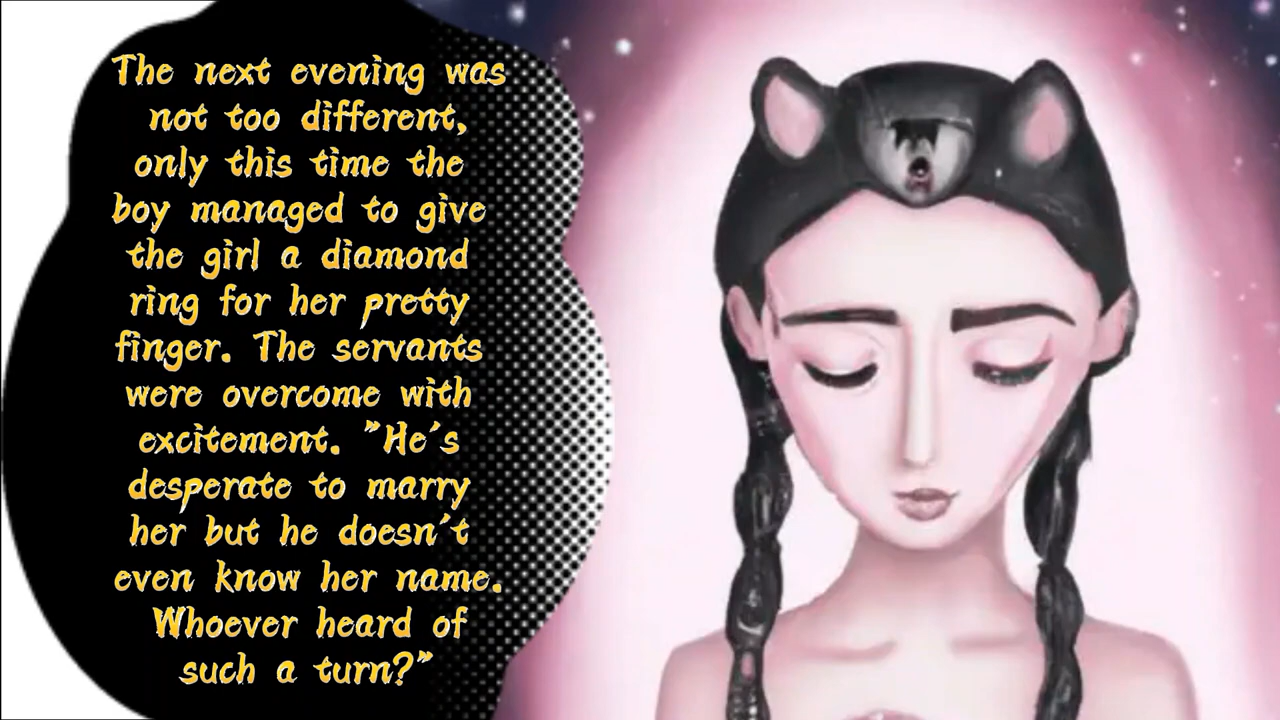 The next evening was
not too different,
only this time the
boy managed to give
the girl a diamond
ring for her pretty
finger. The servants
were overcome with
excitement. "He's
desperate to marry
her but he doesn't
even know her name.
Whoever heard of
such a turn?"